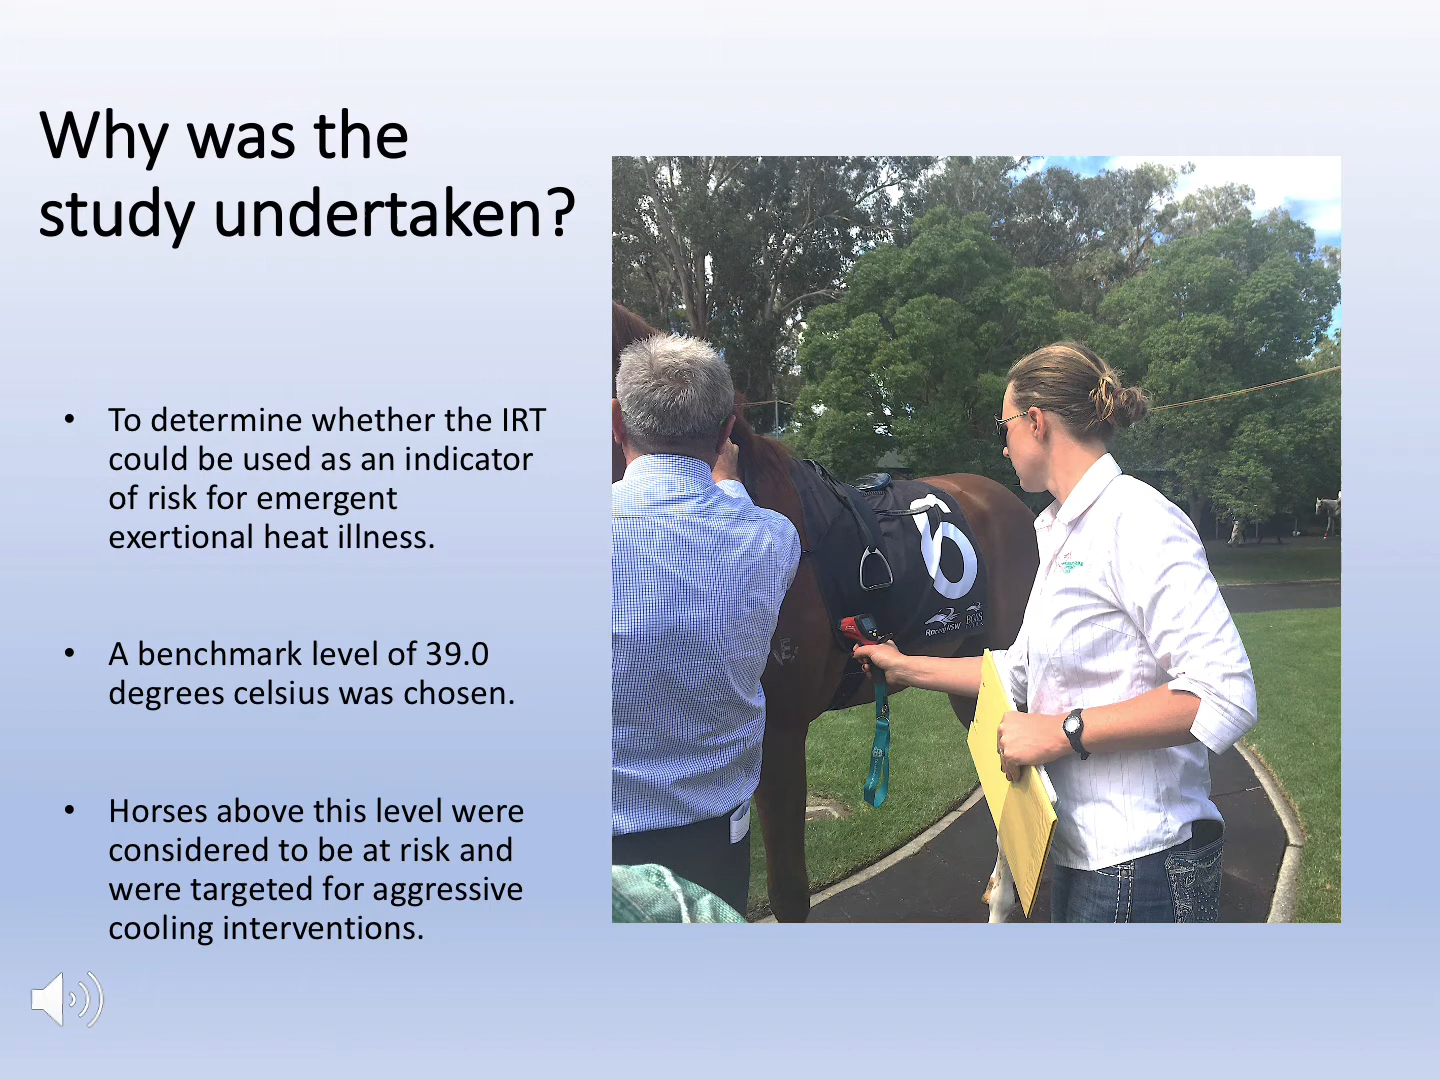 Why was the
study undertaken?
• To determine whether the IRT
could be used as an indicator
of risk for emergent
exertional heat illness.
• A benchmark level of 39.0
degrees celsius was chosen.
• Horses above this level were
considered to be at risk and
were targeted for aggressive
cooling interventions.
6
RacingNSW